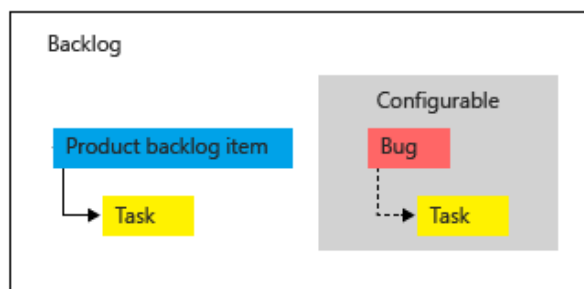 Backlog
Configurable
Product backlog item
Bug
Task
Task